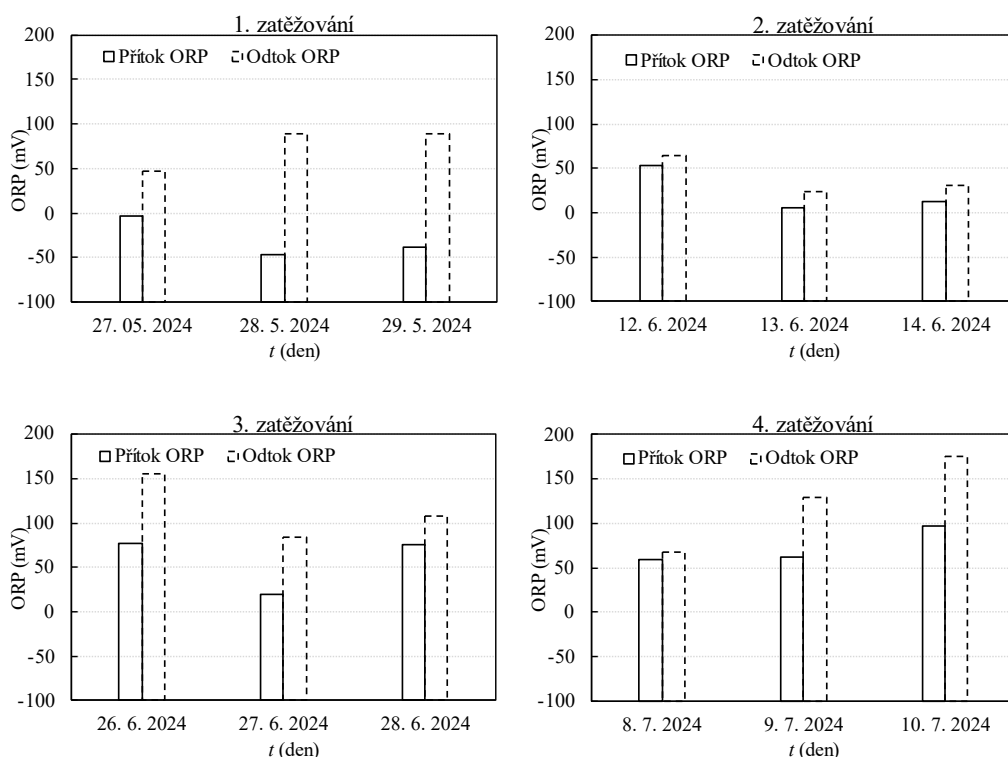 1. zatěžování
200
150
100
50
0
-50
-100
ORP (mV)
Přítok ORP Odtok ORP
27. 05. 2024 28. 5. 2024 29. 5. 2024
t (den)
2. zatěžování
200
150
100
50
0
-50
-100
ORP (mV)
Přítok ORP Odtok ORP
12. 6. 2024 13. 6. 2024 14. 6. 2024
t (den)
3. zatěžování
200
150
100
50
0
-50
-100
ORP (mV)
Přítok ORP Odtok ORP
26. 6. 2024 27. 6. 2024 28. 6. 2024
t (den)
4. zatěžování
200
150
100
50
0
-50
-100
ORP (mV)
Přítok ORP Odtok ORP
8. 7. 2024 9. 7. 2024 10. 7. 2024
t (den)